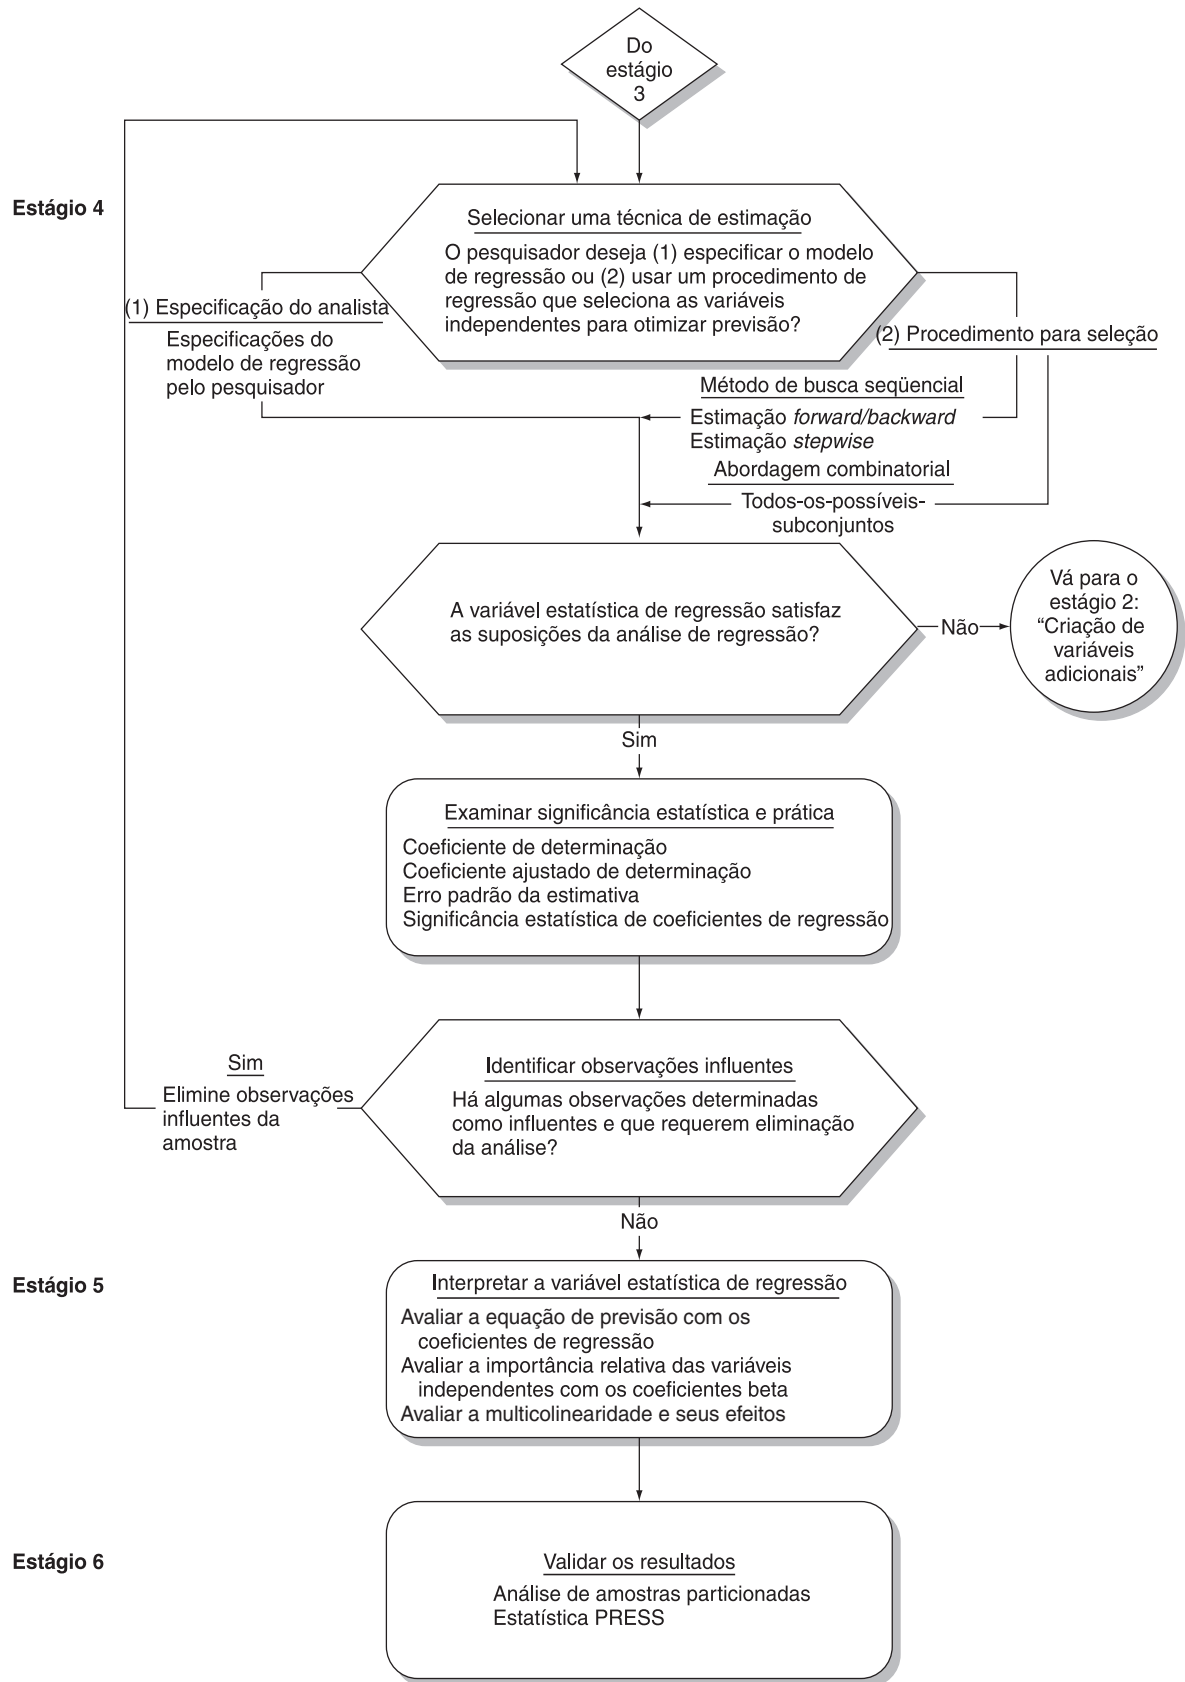 Do
estágio
3
Estágio 4
Selecionar uma técnica de estimação
O pesquisador deseja (1) especificar o modelo
de regressão ou (2) usar um procedimento de
regressão que seleciona as variáveis
independentes para otimizar previsão?
(1) Especificação do analista
Especificações do
modelo de regressão
pelo pesquisador
(2) Procedimento para seleção
Método de busca seqüencial
Estimação forward/backward
Estimação stepwise
Abordagem combinatorial
Todos-os-possíveis-
subconjuntos
A variável estatística de regressão satisfaz
as suposições da análise de regressão?
Não
Vá para o
estágio 2:
“Criação de
variáveis
adicionais”
Sim
Examinar significância estatística e prática
Coeficiente de determinação
Coeficiente ajustado de determinação
Erro padrão da estimativa
Significância estatística de coeficientes de regressão
Identificar observações influentes
Há algumas observações determinadas
como influentes e que requerem eliminação
da análise?
Sim
Elimine observações
influentes da
amostra
Não
Estágio 5
Interpretar a variável estatística de regressão
Avaliar a equação de previsão com os
coeficientes de regressão
Avaliar a importância relativa das variáveis
independentes com os coeficientes beta
Avaliar a multicolinearidade e seus efeitos
Estágio 6
Validar os resultados
Análise de amostras particionadas
Estatística PRESS